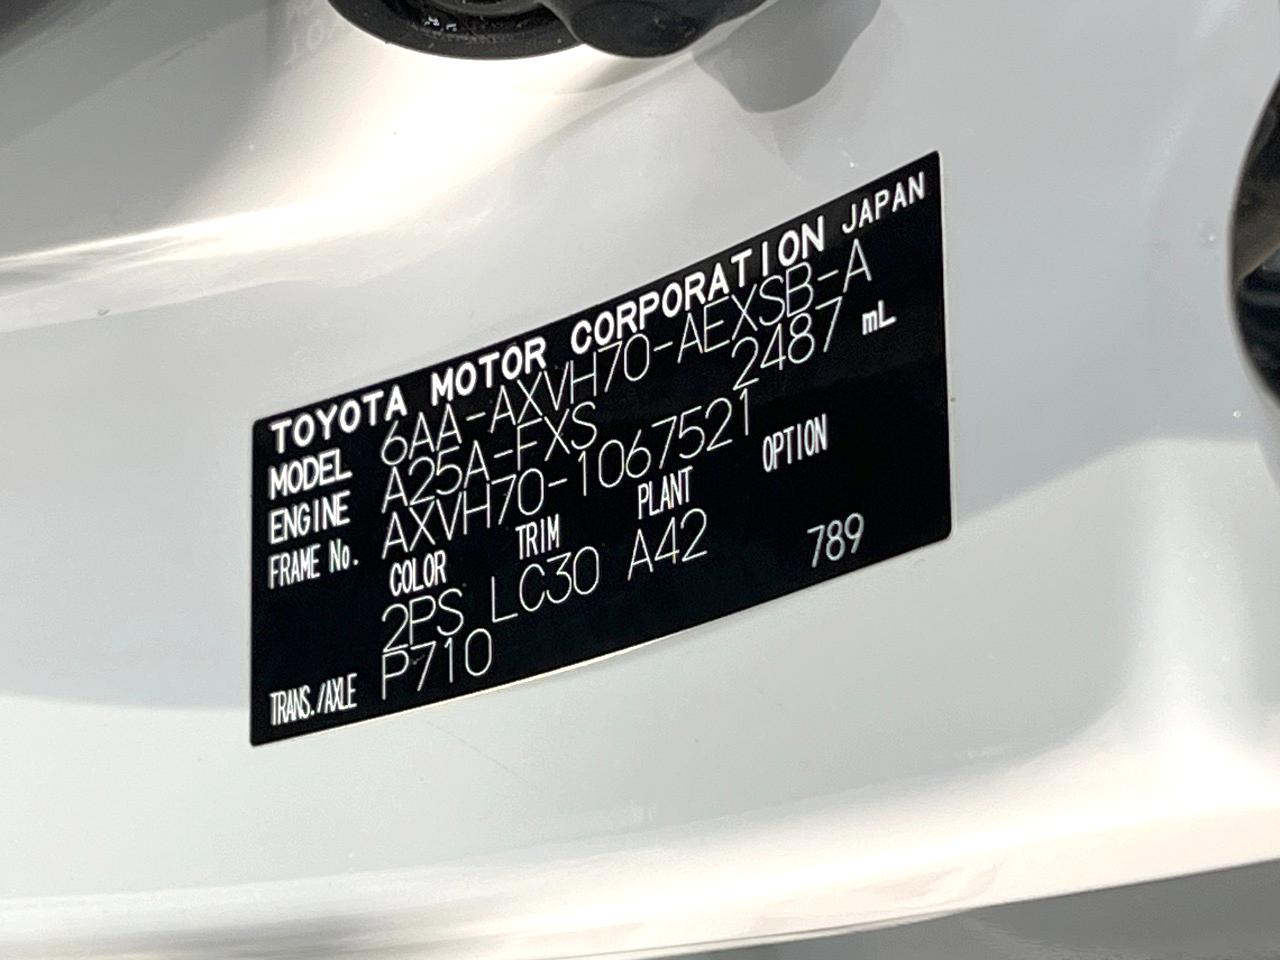 TOYOTA MOTOR CORPORATION JAPAN
MODEL 6AA-AXVH70-AEXSB-A
ENGINE A25A-FXS 2487 mL
FRAME No. AXVH70-1067521
COLOR TRIM PLANT OPTION
2PS LC30 A42 789
TRANS./AXLE P710